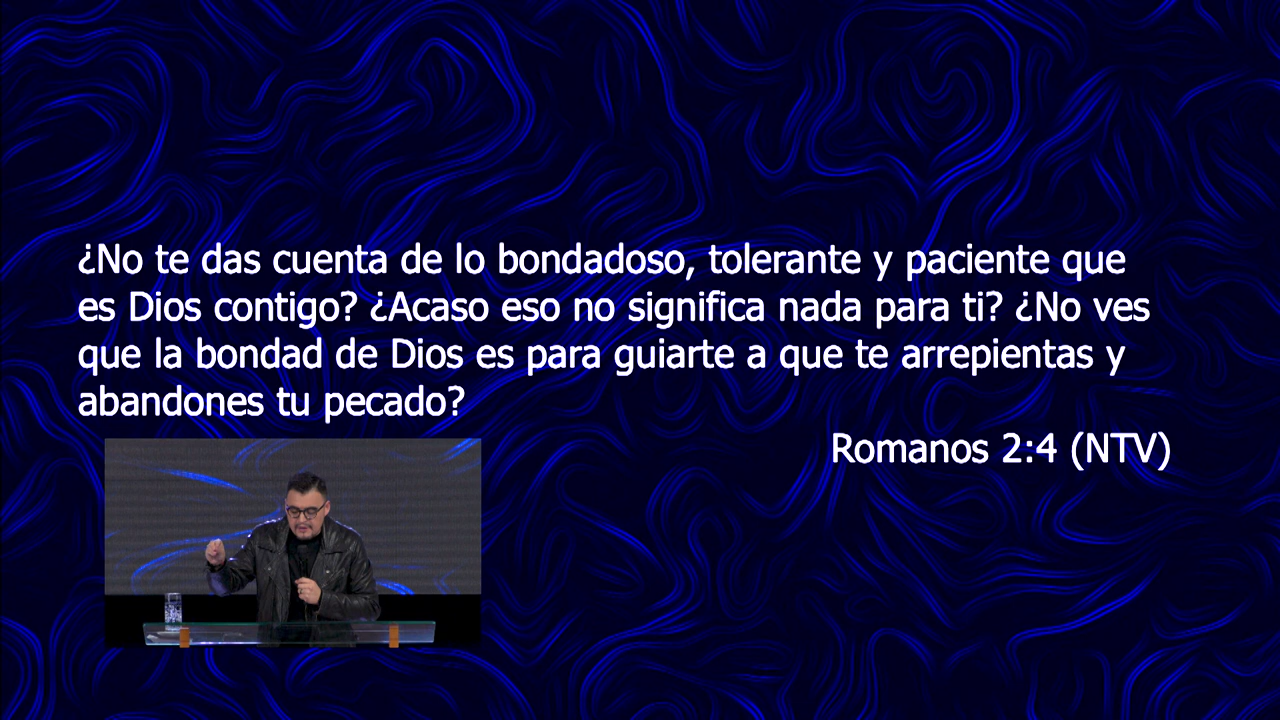 ¿No te das cuenta de lo bondadoso, tolerante y paciente que
es Dios contigo? ¿Acaso eso no significa nada para ti? ¿No ves
que la bondad de Dios es para guiarte a que te arrepientas y
abandones tu pecado?
Romanos 2:4 (NTV)